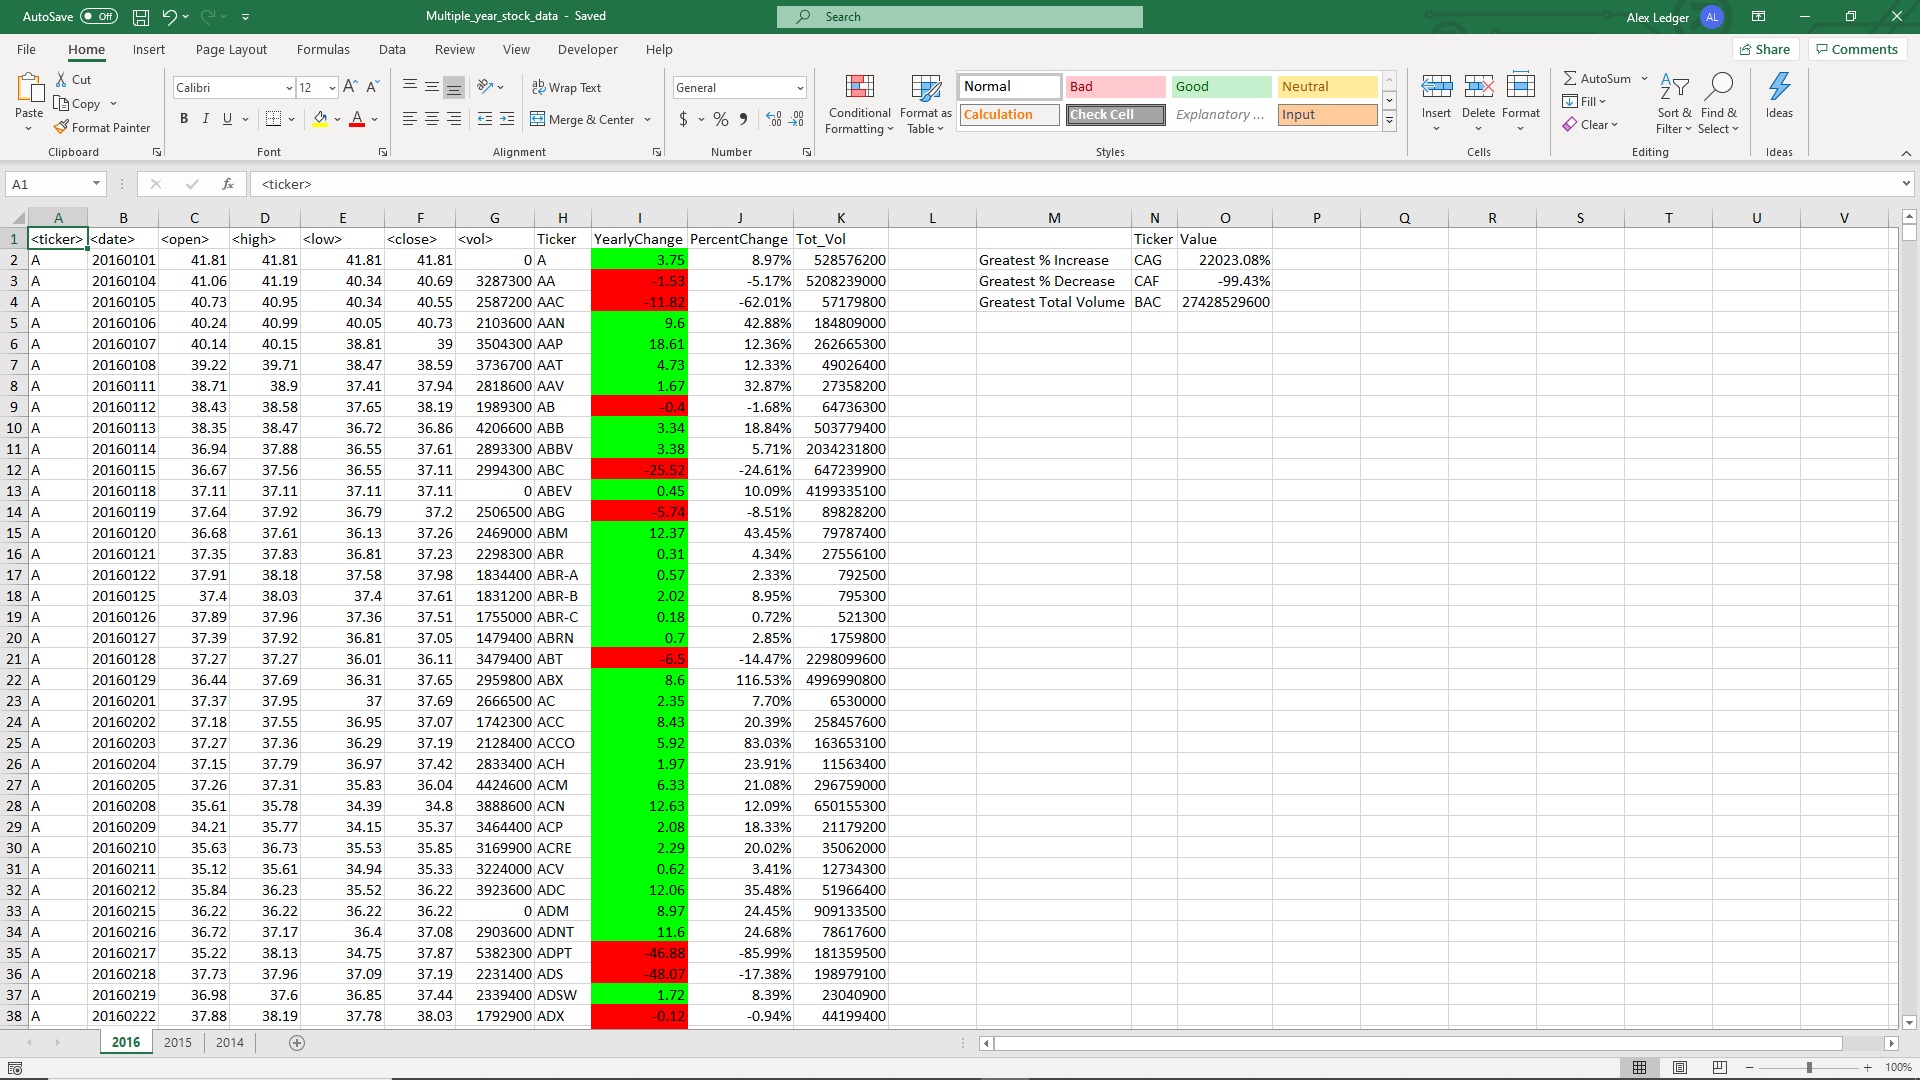 AutoSave Off Multiple_year_stock_data - Saved Search Alex Ledger AL
File Home Insert Page Layout Formulas Data Review View Developer Help Share Comments
Paste Cut Copy Format Painter Clipboard
Calibri 12 B I U A Font
Wrap Text Merge & Center Alignment
General $ % Number
Conditional Formatting Format as Table Normal Bad Good Neutral Calculation Check Cell Explanatory ... Input Styles
Insert Delete Format Cells
AutoSum Fill Clear Sort & Filter Find & Select Editing
Ideas Ideas
A1 fx <ticker>
A B C D E F G H I J K L M N O P Q R S T U V
1 <ticker> <date> <open> <high> <low> <close> <vol> Ticker YearlyChange PercentChange Tot_Vol Ticker Value
2 A 20160101 41.81 41.81 41.81 41.81 0 A 3.75 8.97% 528576200 Greatest % Increase CAG 22023.08%
3 A 20160104 41.06 41.19 40.34 40.69 3287300 AA -1.53 -5.17% 5208239000 Greatest % Decrease CAF -99.43%
4 A 20160105 40.73 40.95 40.34 40.55 2587200 AAC -11.82 -62.01% 57179800 Greatest Total Volume BAC 27428529600
5 A 20160106 40.24 40.99 40.05 40.73 2103600 AAN 9.6 42.88% 184809000
6 A 20160107 40.14 40.15 38.81 39 3504300 AAP 18.61 12.36% 262665300
7 A 20160108 39.22 39.71 38.47 38.59 3736700 AAT 4.73 12.33% 49026400
8 A 20160111 38.71 38.9 37.41 37.94 2818600 AAV 1.67 32.87% 27358200
9 A 20160112 38.43 38.58 37.65 38.19 1989300 AB -0.4 -1.68% 64736300
10 A 20160113 38.35 38.47 36.72 36.86 4206600 ABB 3.34 18.84% 503779400
11 A 20160114 36.94 37.88 36.55 37.61 2893300 ABBV 3.38 5.71% 2034231800
12 A 20160115 36.67 37.56 36.55 37.11 2994300 ABC -25.52 -24.61% 647239900
13 A 20160118 37.11 37.11 37.11 37.11 0 ABEV 0.45 10.09% 4199335100
14 A 20160119 37.64 37.92 36.79 37.2 2506500 ABG -5.74 -8.51% 89828200
15 A 20160120 36.68 37.61 36.13 37.26 2469000 ABM 12.37 43.45% 79787400
16 A 20160121 37.35 37.83 36.81 37.23 2298300 ABR 0.31 4.34% 27556100
17 A 20160122 37.91 38.18 37.58 37.98 1834400 ABR-A 0.57 2.33% 792500
18 A 20160125 37.4 38.03 37.4 37.61 1831200 ABR-B 2.02 8.95% 795300
19 A 20160126 37.89 37.96 37.36 37.51 1755000 ABR-C 0.18 0.72% 521300
20 A 20160127 37.39 37.92 36.81 37.05 1479400 ABRN 0.7 2.85% 1759800
21 A 20160128 37.27 37.27 36.01 36.11 3479400 ABT -6.5 -14.47% 2298099600
22 A 20160129 36.44 37.69 36.31 37.65 2959800 ABX 8.6 116.53% 4996990800
23 A 20160201 37.37 37.95 37 37.69 2666500 AC 2.35 7.70% 6530000
24 A 20160202 37.18 37.55 36.95 37.07 1742300 ACC 8.43 20.39% 258457600
25 A 20160203 37.27 37.36 36.29 37.19 2128400 ACCO 5.92 83.03% 163653100
26 A 20160204 37.15 37.79 36.97 37.42 2833400 ACH 1.97 23.91% 11563400
27 A 20160205 37.26 37.31 35.83 36.04 4424600 ACM 6.33 21.08% 296759000
28 A 20160208 35.61 35.78 34.39 34.8 3888600 ACN 12.63 12.09% 650155300
29 A 20160209 34.21 35.77 34.15 35.37 3464400 ACP 2.08 18.33% 21179200
30 A 20160210 35.63 36.73 35.53 35.85 3169900 ACRE 2.29 20.02% 35062000
31 A 20160211 35.12 35.61 34.94 35.33 3224000 ACV 0.62 3.41% 12734300
32 A 20160212 35.84 36.23 35.52 36.22 3923600 ADC 12.06 35.48% 51966400
33 A 20160215 36.22 36.22 36.22 36.22 0 ADM 8.97 24.45% 909133500
34 A 20160216 36.72 37.17 36.4 37.08 2903600 ADNT 11.6 24.68% 78617600
35 A 20160217 35.22 38.13 34.75 37.87 5382300 ADPT -46.88 -85.99% 181359500
36 A 20160218 37.73 37.96 37.09 37.19 2231400 ADS -48.07 -17.38% 198979100
37 A 20160219 36.98 37.6 36.85 37.44 2339400 ADSW 1.72 8.39% 23040900
38 A 20160222 37.88 38.19 37.78 38.03 1792900 ADX -0.12 -0.94% 44199400
2016 2015 2014
100%